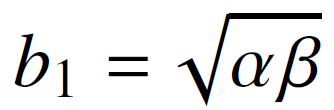 b₁ = √αβ